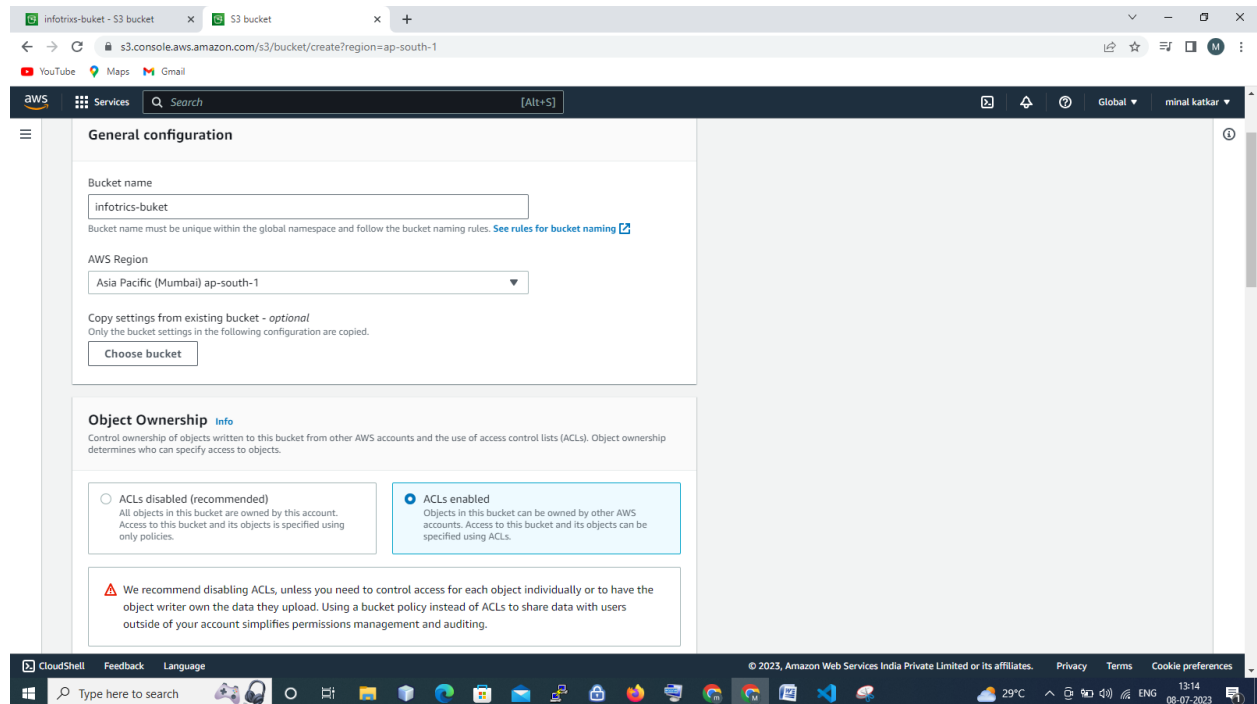 infotrixs-buket - S3 bucket
S3 bucket
s3.console.aws.amazon.com/s3/bucket/create?region=ap-south-1
M
YouTube
Maps
Gmail
aws
Services
Search
[Alt+S]
Global
minal katkar
General configuration
Bucket name
infotrics-buket
Bucket name must be unique within the global namespace and follow the bucket naming rules. See rules for bucket naming
AWS Region
Asia Pacific (Mumbai) ap-south-1
Copy settings from existing bucket - optional
Only the bucket settings in the following configuration are copied.
Choose bucket
Object Ownership Info
Control ownership of objects written to this bucket from other AWS accounts and the use of access control lists (ACLs). Object ownership
determines who can specify access to objects.
ACLs disabled (recommended)
All objects in this bucket are owned by this account.
Access to this bucket and its objects is specified using
only policies.
ACLs enabled
Objects in this bucket can be owned by other AWS
accounts. Access to this bucket and its objects can be
specified using ACLs.
We recommend disabling ACLs, unless you need to control access for each object individually or to have the
object writer own the data they upload. Using a bucket policy instead of ACLs to share data with users
outside of your account simplifies permissions management and auditing.
CloudShell
Feedback
Language
© 2023, Amazon Web Services India Private Limited or its affiliates.
Privacy
Terms
Cookie preferences
Type here to search
29°C
ENG
13:14
08-07-2023